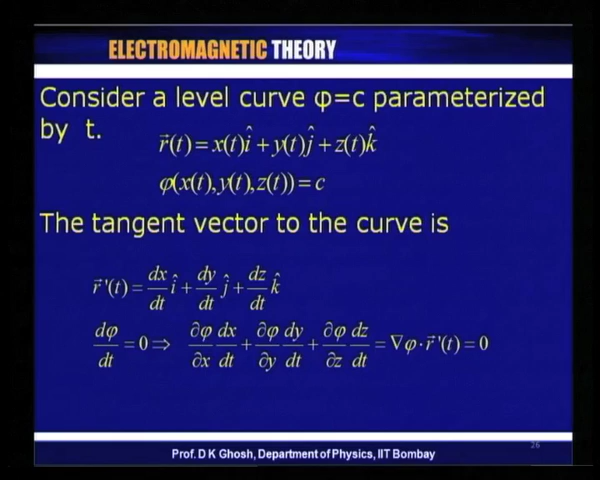 ELECTROMAGNETIC THEORY
Consider a level curve φ=c parameterized
by t.
r⃗(t)=x(t)î+y(t)ĵ+z(t)k̂
φ(x(t),y(t),z(t))=c
The tangent vector to the curve is
r⃗'(t)=dx/dt î+dy/dt ĵ+dz/dt k̂
dφ/dt=0⇒ ∂φ/∂x dx/dt+∂φ/∂y dy/dt+∂φ/∂z dz/dt=∇φ·r⃗'(t)=0
26
Prof. D K Ghosh, Department of Physics, IIT Bombay